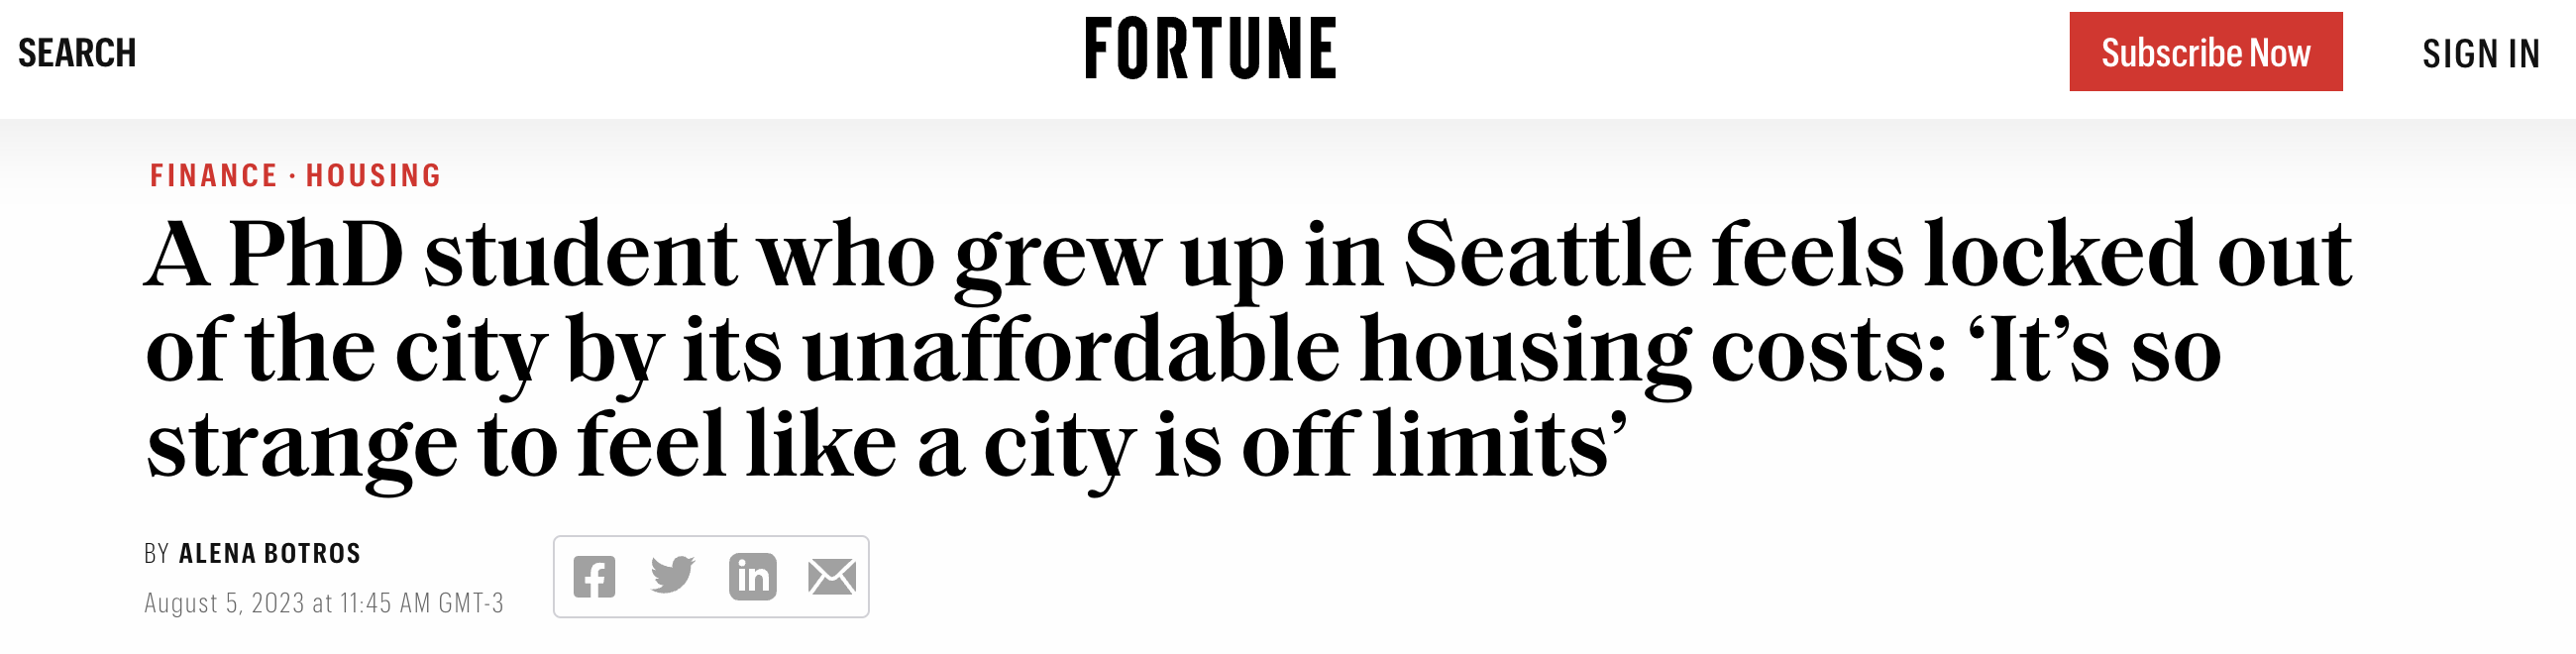 SEARCH
FORTUNE
Subscribe Now
SIGN IN
FINANCE · HOUSING
A PhD student who grew up in Seattle feels locked out
of the city by its unaffordable housing costs: ‘It’s so
strange to feel like a city is off limits’
BY ALENA BOTROS
August 5, 2023 at 11:45 AM GMT-3